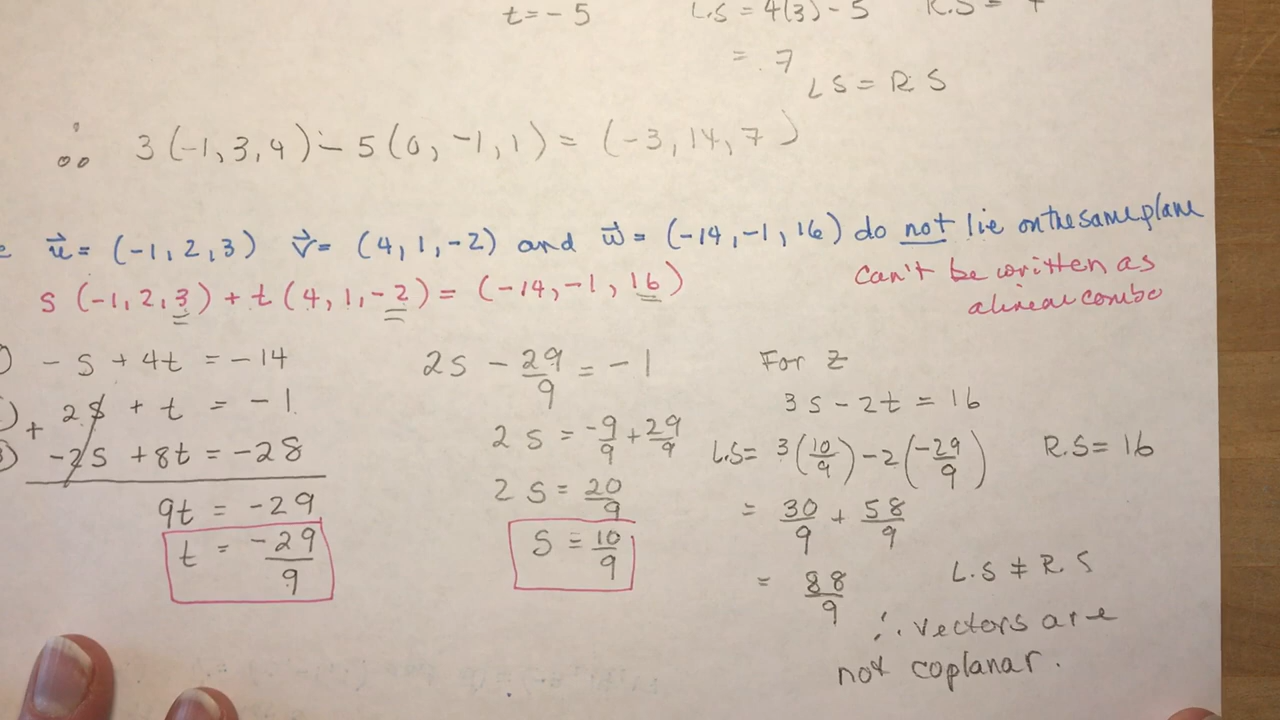 t = -5   L.S = 4(3) - 5   R.S =
= 7
LS = R S
∴ 3(-1,3,4) - 5(0, -1,1) = (-3,14,7)
u⃗ = (-1,2,3)   v⃗ = (4,1,-2) and w⃗ = (-14,-1,16) do not lie on the same plane
s(-1,2,3) + t(4,1,-2) = (-14,-1,16)   can't be written as
a linear combo
- s + 4t = -14
+ 2s + t = -1
-2s + 8t = -28
9t = -29
t = -29/9
2s - 29/9 = -1
2s = -9/9 + 29/9
2s = 20/9
s = 10/9
For z
3s - 2t = 16
L.S = 3(10/9) - 2(-29/9)   R.S = 16
= 30/9 + 58/9
= 88/9   L.S ≠ R.S
∴ vectors are
not coplanar.